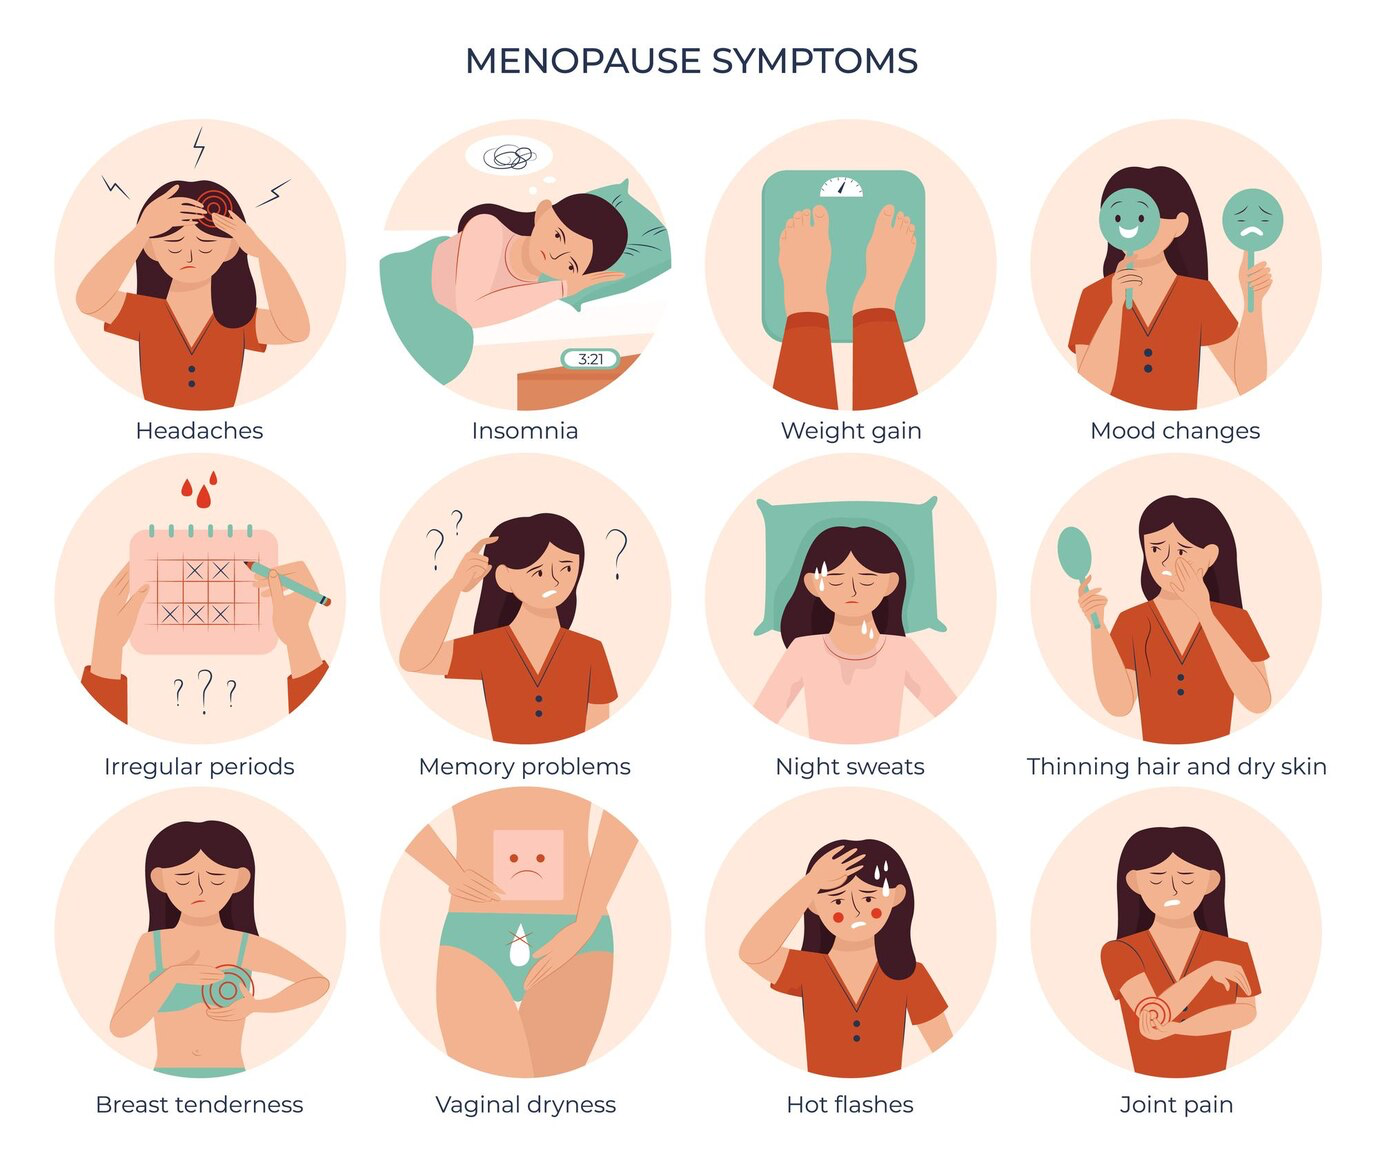 MENOPAUSE SYMPTOMS
Headaches
Insomnia
3:21
Weight gain
Mood changes
Irregular periods
? ? ?
Memory problems
? ? ?
Night sweats
Thinning hair and dry skin
Breast tenderness
Vaginal dryness
Hot flashes
Joint pain